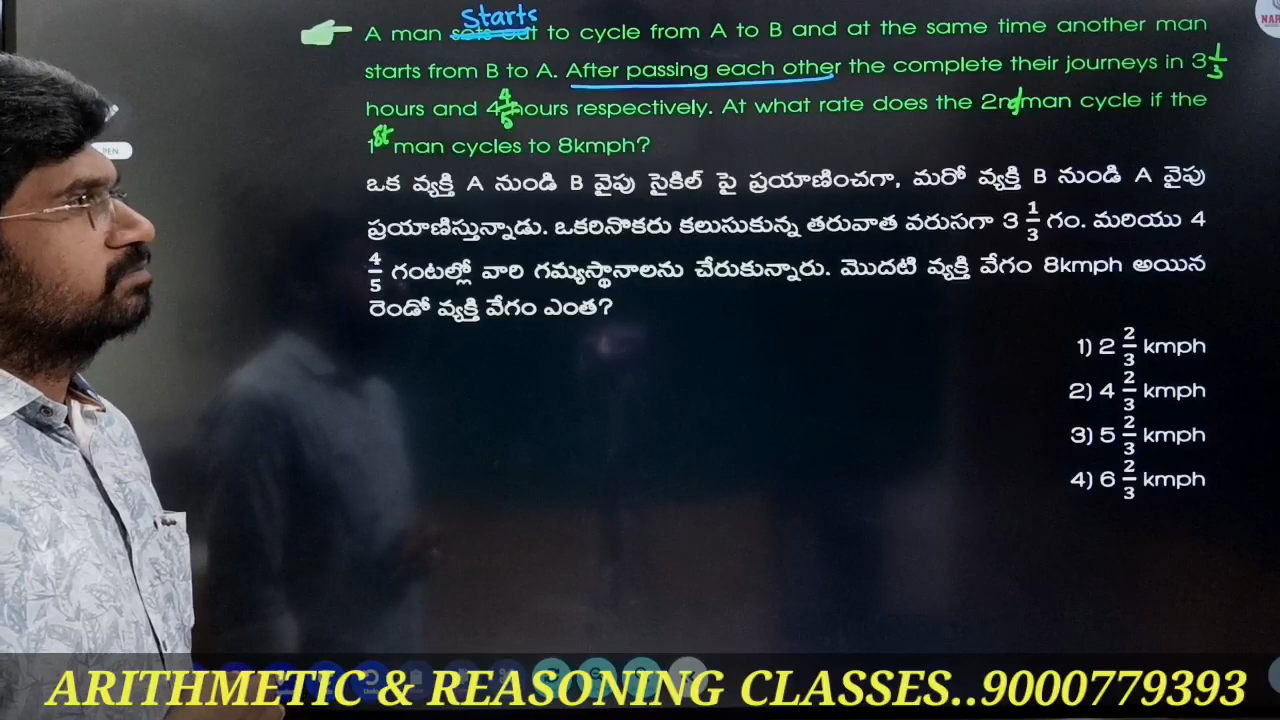 Starts
A man sets out to cycle from A to B and at the same time another man
starts from B to A. After passing each other the complete their journeys in 3 1/3
hours and 4 4/5 hours respectively. At what rate does the 2nd man cycle if the
1st man cycles to 8kmph?
ఒక వ్యక్తి A నుండి B వైపు సైకిల్ పై ప్రయాణించగా, మరో వ్యక్తి B నుండి A వైపు
ప్రయాణిస్తున్నాడు. ఒకరినొకరు కలుసుకున్న తరువాత వరుసగా 3 1/3 గం. మరియు 4
4/5 గంటల్లో వారి గమ్యస్థానాలను చేరుకున్నారు. మొదటి వ్యక్తి వేగం 8kmph అయిన
రెండో వ్యక్తి వేగం ఎంత?
1) 2 2/3 kmph
2) 4 2/3 kmph
3) 5 2/3 kmph
4) 6 2/3 kmph
ARITHMETIC & REASONING CLASSES..9000779393